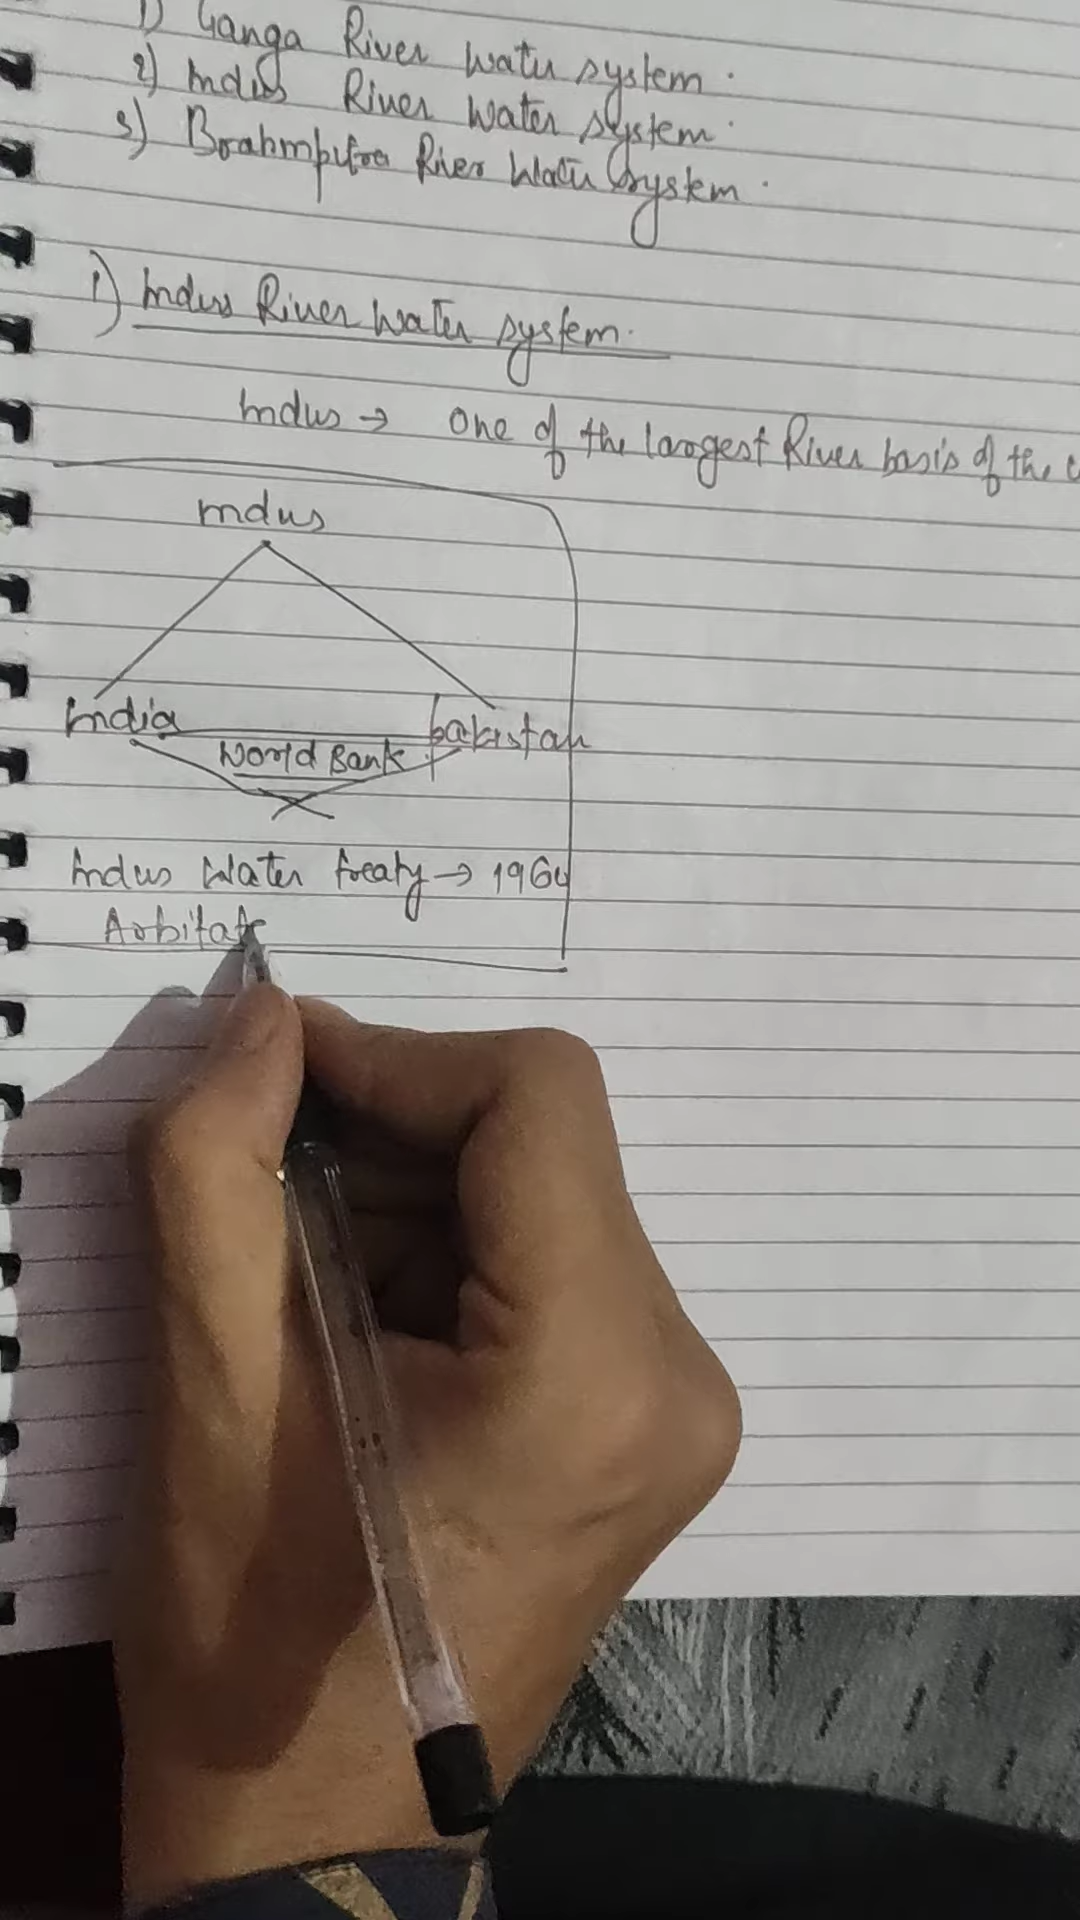 1) Ganga River Water system.
2) Indus River Water system.
3) Brahmputra River Water System.
1) Indus River Water system.
Indus → One of the largest River basis of the
Indus
India pakistan
World Bank
Indus Water treaty → 1964
Arbitate